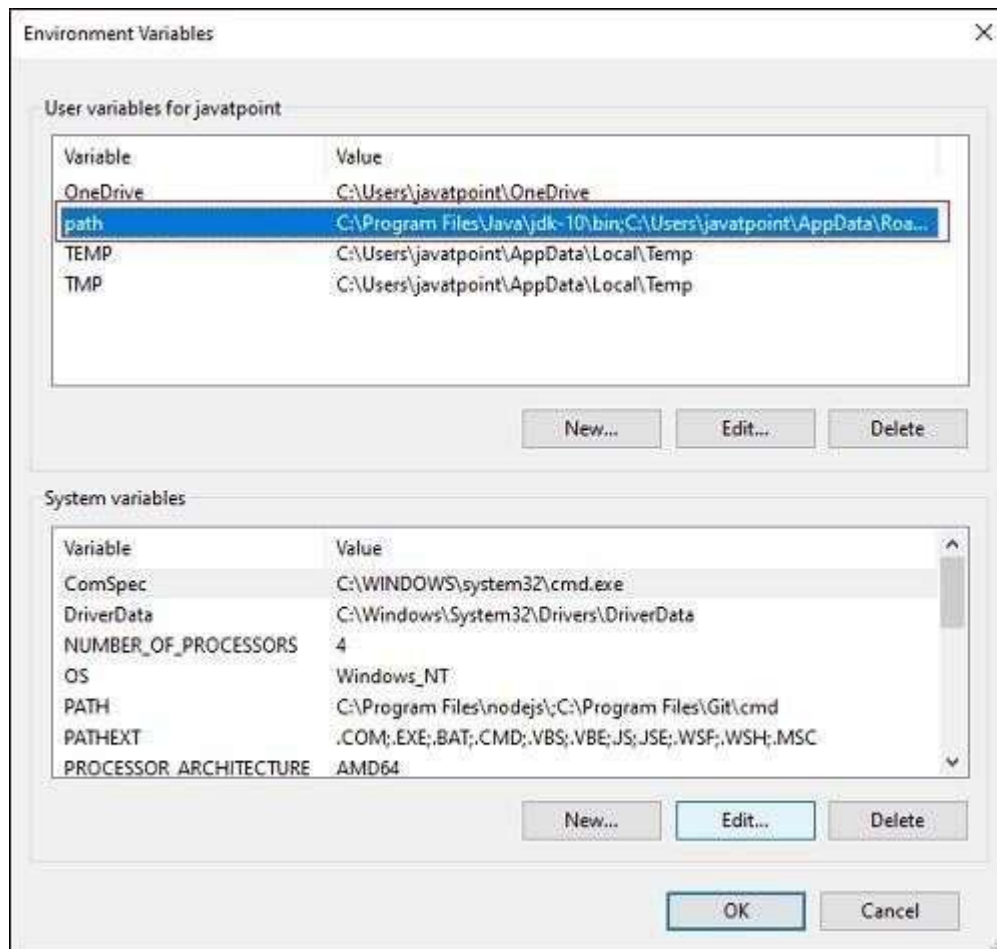 Environment Variables
User variables for javatpoint
Variable Value
OneDrive C:\Users\javatpoint\OneDrive
path C:\Program Files\Java\jdk-10\bin;C:\Users\javatpoint\AppData\Roa...
TEMP C:\Users\javatpoint\AppData\Local\Temp
TMP C:\Users\javatpoint\AppData\Local\Temp
New... Edit... Delete
System variables
Variable Value
ComSpec C:\WINDOWS\system32\cmd.exe
DriverData C:\Windows\System32\Drivers\DriverData
NUMBER_OF_PROCESSORS 4
OS Windows_NT
PATH C:\Program Files\nodejs\;C:\Program Files\Git\cmd
PATHEXT .COM;.EXE;.BAT;.CMD;.VBS;.VBE;.JS;.JSE;.WSF;.WSH;.MSC
PROCESSOR_ARCHITECTURE AMD64
New... Edit... Delete
OK Cancel